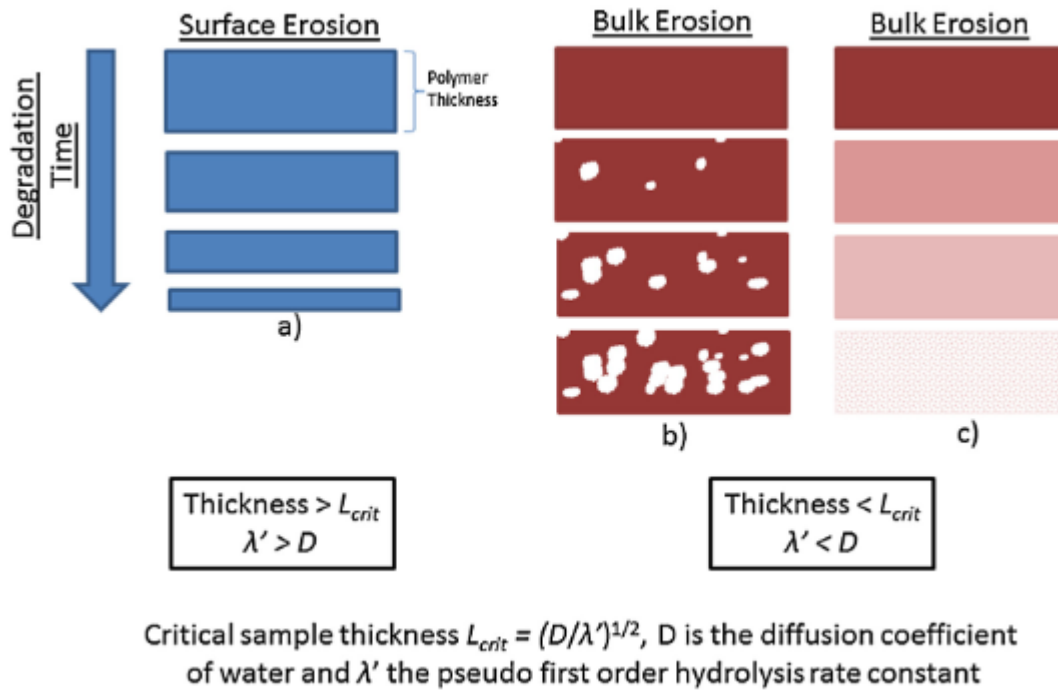 Surface Erosion
Bulk Erosion
Bulk Erosion
Degradation
Time
Polymer
Thickness
a)
b)
c)
Thickness > Lcrit
λ' > D
Thickness < Lcrit
λ' < D
Critical sample thickness Lcrit = (D/λ')1/2, D is the diffusion coefficient
of water and λ' the pseudo first order hydrolysis rate constant